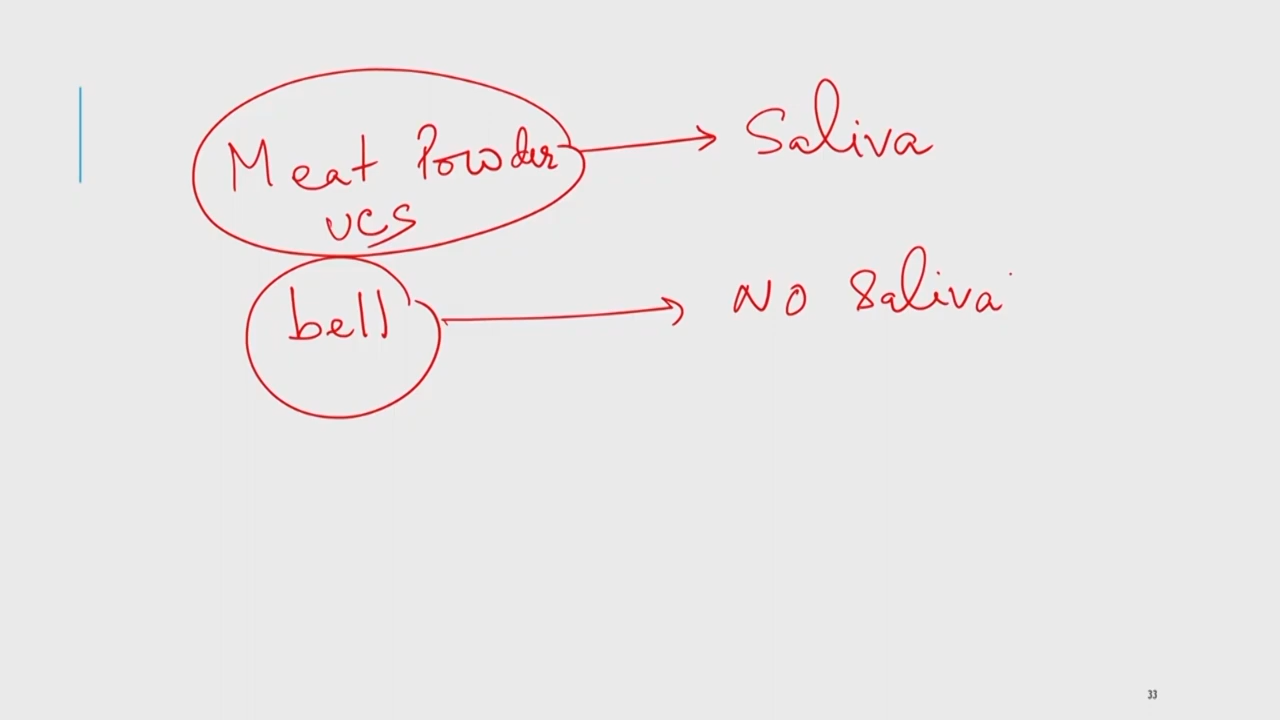 Meat Powder → Saliva
UCS
bell → NO Saliva
33